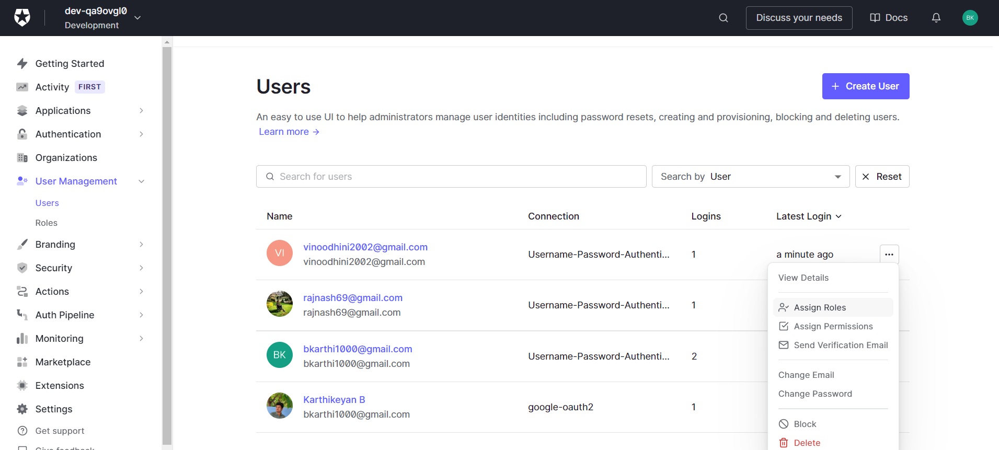 dev-qa9ovgl0
Development
Discuss your needs
Docs
BK
Getting Started
Activity FIRST
Applications
Authentication
Organizations
User Management
Users
Roles
Branding
Security
Actions
Auth Pipeline
Monitoring
Marketplace
Extensions
Settings
Get support
Give feedback
Users
+ Create User
An easy to use UI to help administrators manage user identities including password resets, creating and provisioning, blocking and deleting users.
Learn more →
Search for users
Search by User
Reset
Name Connection Logins Latest Login
VI
vinoodhini2002@gmail.com
vinoodhini2002@gmail.com
Username-Password-Authenti... 1 a minute ago
rajnash69@gmail.com
rajnash69@gmail.com
Username-Password-Authenti... 1
BK
bkarthi1000@gmail.com
bkarthi1000@gmail.com
Username-Password-Authenti... 2
Karthikeyan B
bkarthi1000@gmail.com
google-oauth2 1
View Details
Assign Roles
Assign Permissions
Send Verification Email
Change Email
Change Password
Block
Delete